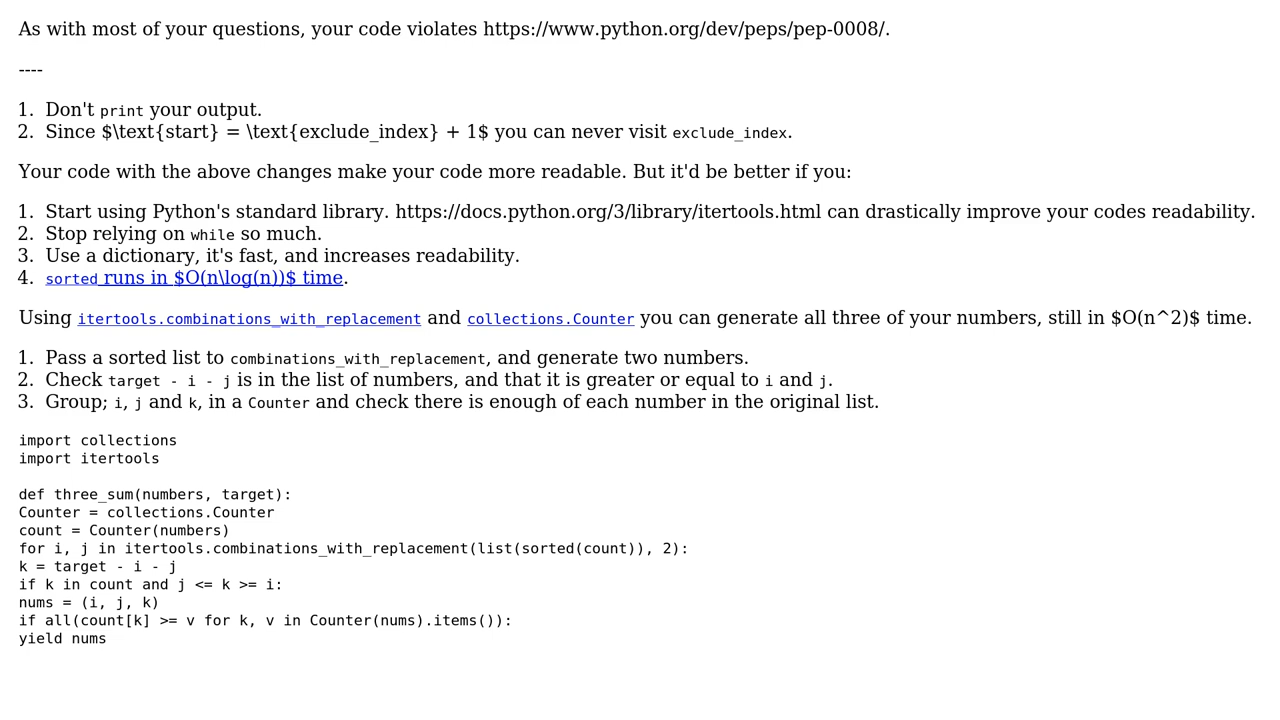 As with most of your questions, your code violates https://www.python.org/dev/peps/pep-0008/.
----
1. Don't print your output.
2. Since $\text{start} = \text{exclude_index} + 1$ you can never visit exclude_index.
Your code with the above changes make your code more readable. But it'd be better if you:
1. Start using Python's standard library. https://docs.python.org/3/library/itertools.html can drastically improve your codes readability.
2. Stop relying on while so much.
3. Use a dictionary, it's fast, and increases readability.
4. sorted runs in $O(n\log(n))$ time.
Using itertools.combinations_with_replacement and collections.Counter you can generate all three of your numbers, still in $O(n^2)$ time.
1. Pass a sorted list to combinations_with_replacement, and generate two numbers.
2. Check target - i - j is in the list of numbers, and that it is greater or equal to i and j.
3. Group; i, j and k, in a Counter and check there is enough of each number in the original list.
import collections
import itertools
def three_sum(numbers, target):
Counter = collections.Counter
count = Counter(numbers)
for i, j in itertools.combinations_with_replacement(list(sorted(count)), 2):
k = target - i - j
if k in count and j <= k >= i:
nums = (i, j, k)
if all(count[k] >= v for k, v in Counter(nums).items()):
yield nums